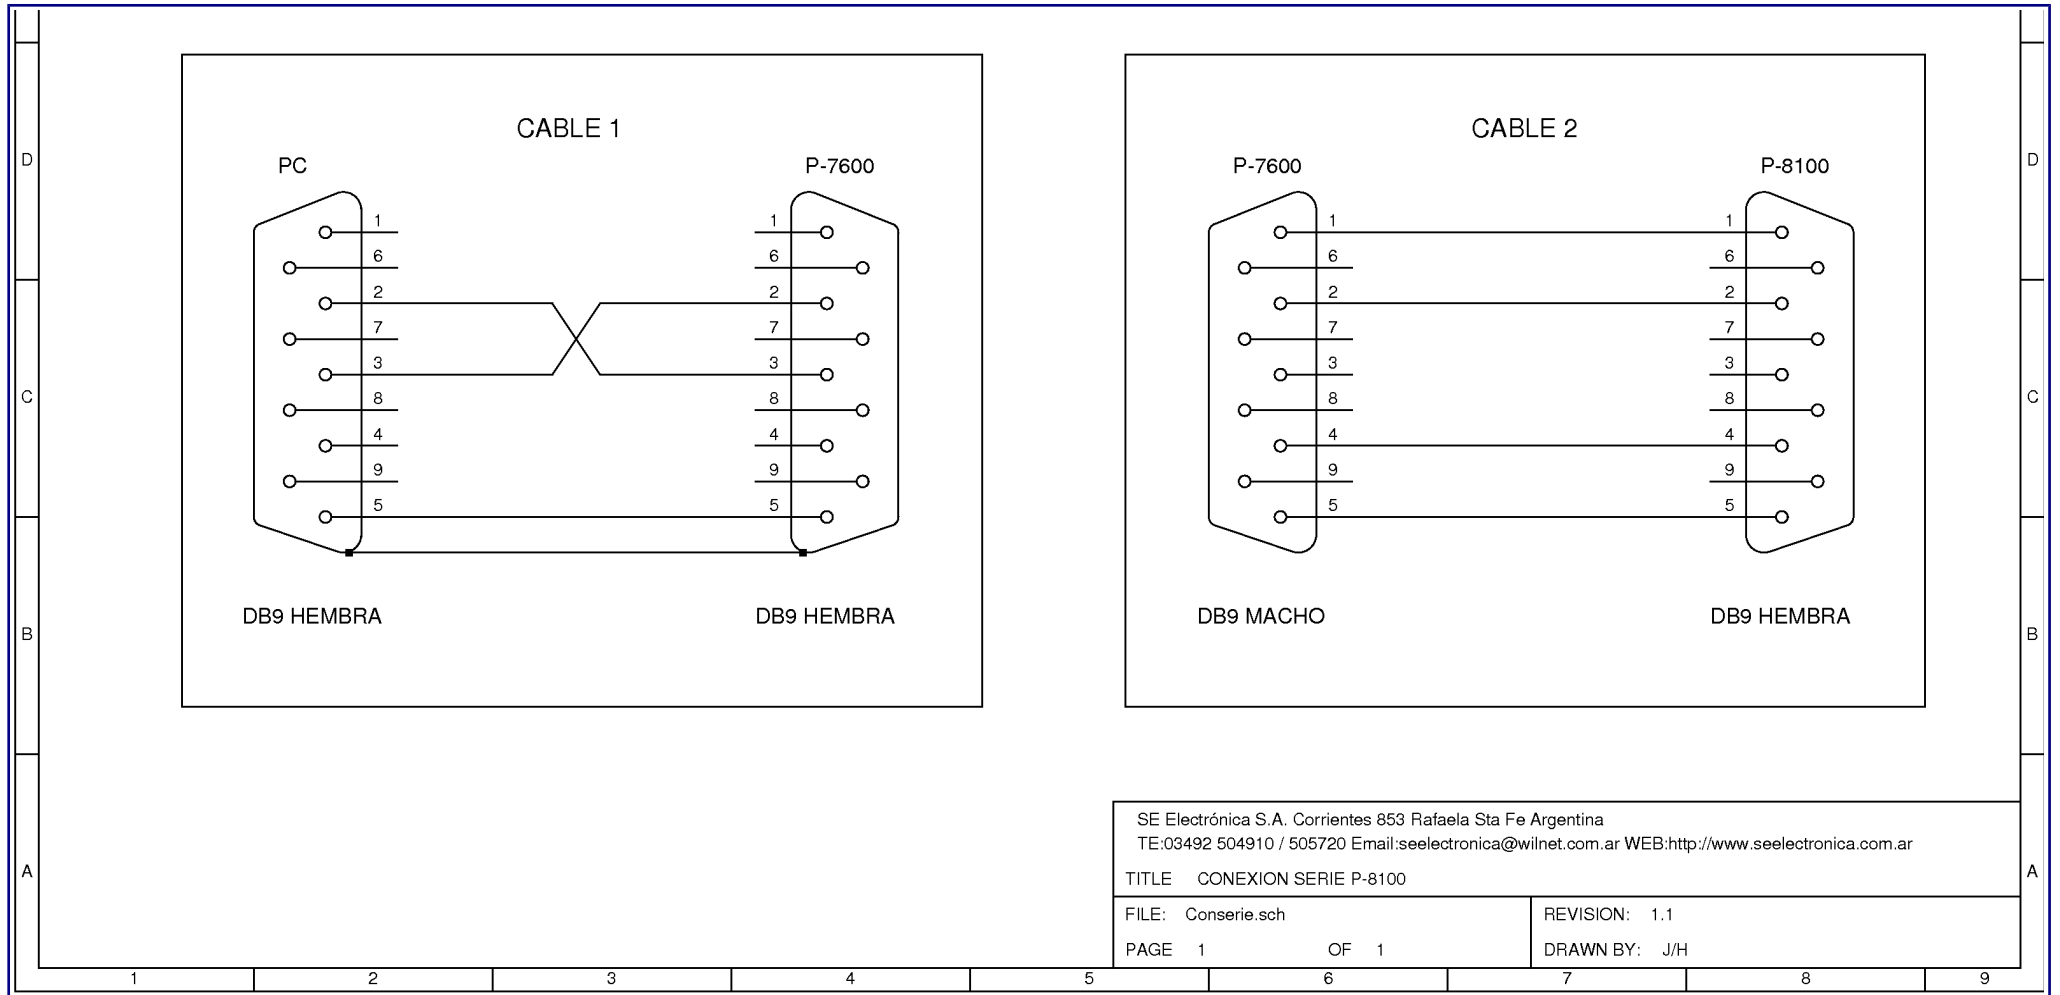 CABLE 1
PC
P-7600
1 1
6 6
2 2
7 7
3 3
8 8
4 4
9 9
5 5
DB9 HEMBRA
DB9 HEMBRA
CABLE 2
P-7600
P-8100
1 1
6 6
2 2
7 7
3 3
8 8
4 4
9 9
5 5
DB9 MACHO
DB9 HEMBRA
D D
C C
B B
A A
SE Electrónica S.A. Corrientes 853 Rafaela Sta Fe Argentina
TE:03492 504910 / 505720 Email:seelectronica@wilnet.com.ar WEB:http://www.seelectronica.com.ar
TITLE CONEXION SERIE P-8100
FILE: Conserie.sch
REVISION: 1.1
PAGE 1 OF 1
DRAWN BY: J/H
1 2 3 4 5 6 7 8 9